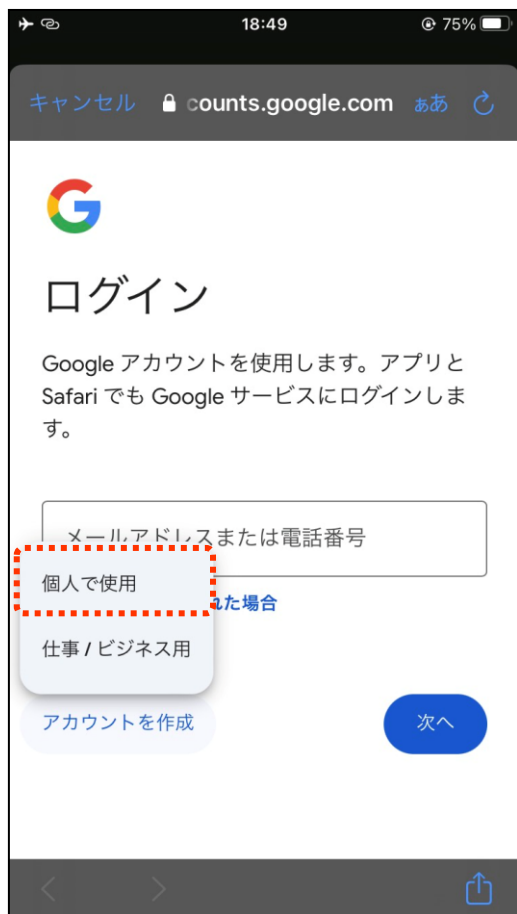 18:49
75%
キャンセル counts.google.com ぁあ
ログイン
Google アカウントを使用します。アプリと
Safari でも Google サービスにログインしま
す。
メールアドレスまたは電話番号
個人で使用
れた場合
仕事 / ビジネス用
アカウントを作成
次へ